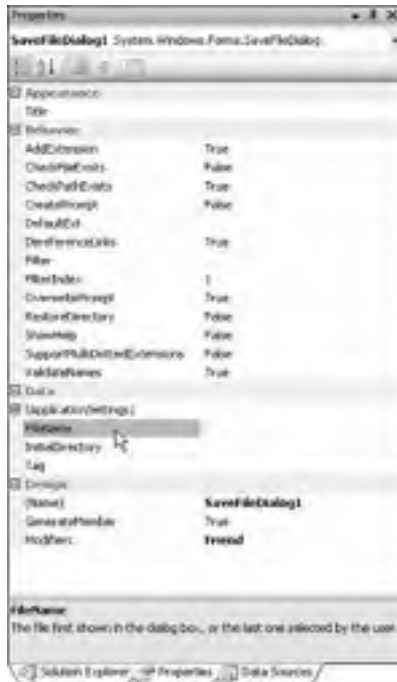 Properties
SaveFileDialog1 System.Windows.Forms.SaveFileDialog
Appearance
Title
Behavior
AddExtension True
CheckFileExists False
CheckPathExists True
CreatePrompt False
DefaultExt
DereferenceLinks True
Filter
FilterIndex 1
OverwritePrompt True
RestoreDirectory False
ShowHelp False
SupportMultiDottedExtensions False
ValidateNames True
Data
(ApplicationSettings)
FileName
InitialDirectory
Tag
Design
(Name) SaveFileDialog1
GenerateMember True
Modifiers Friend
FileName
The file first shown in the dialog box, or the last one selected by the user
Solution Explorer Properties Data Sources